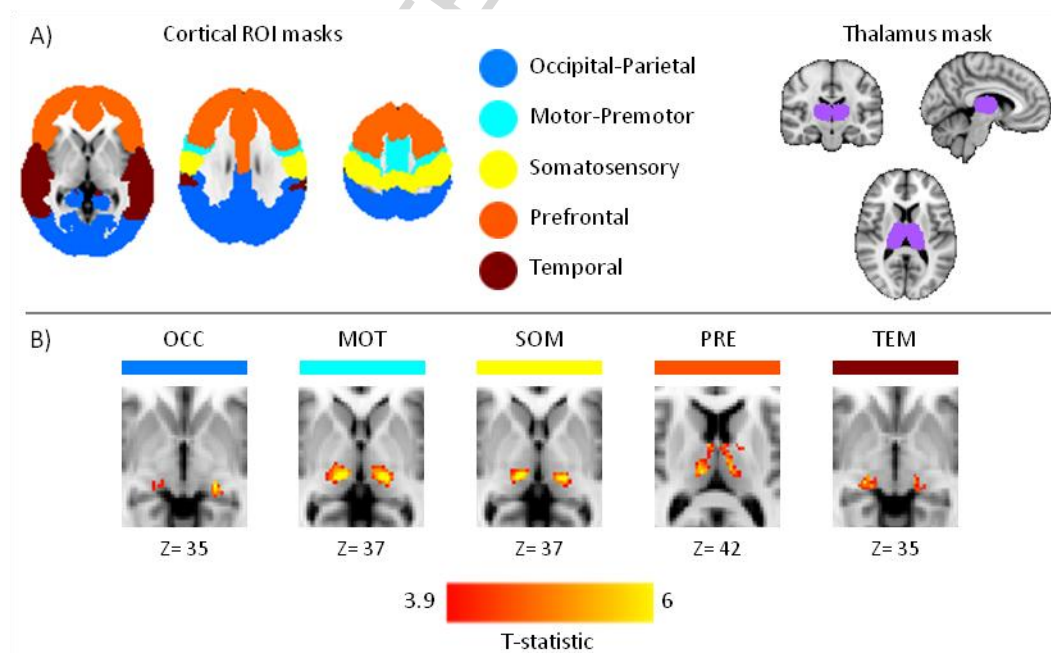 A)
Cortical ROI masks
Thalamus mask
Occipital-Parietal
Motor-Premotor
Somatosensory
Prefrontal
Temporal
B)
OCC MOT SOM PRE TEM
Z= 35 Z= 37 Z= 37 Z= 42 Z= 35
3.9 6
T-statistic